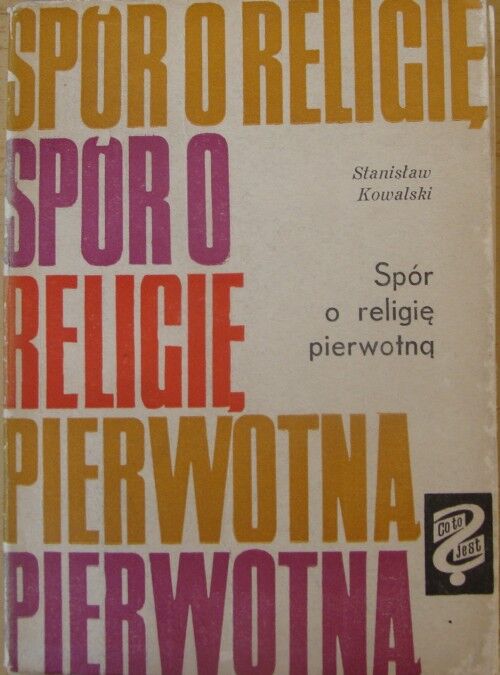 SPÓR O RELIGIĘ
SPÓR O
Stanisław
Kowalski
Spór
o religię
pierwotną
RELIGIĘ
PIERWOTNĄ
PIERWOTNĄ
Co to
jest